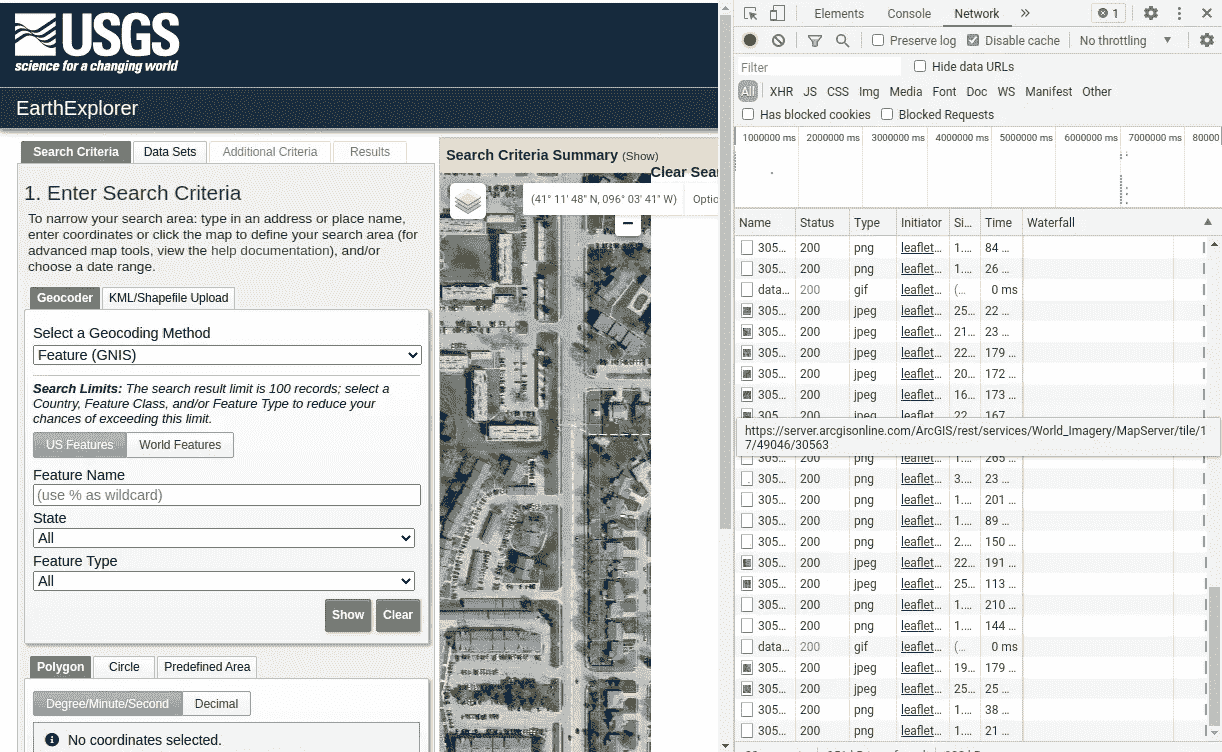 USGS
science for a changing world
EarthExplorer
Search Criteria Data Sets Additional Criteria Results
1. Enter Search Criteria
To narrow your search area: type in an address or place name,
enter coordinates or click the map to define your search area (for
advanced map tools, view the help documentation), and/or
choose a date range.
Geocoder KML/Shapefile Upload
Select a Geocoding Method
Feature (GNIS)
Search Limits: The search result limit is 100 records; select a
Country, Feature Class, and/or Feature Type to reduce your
chances of exceeding this limit.
US Features World Features
Feature Name
(use % as wildcard)
State
All
Feature Type
All
Show Clear
Polygon Circle Predefined Area
Degree/Minute/Second Decimal
No coordinates selected.
Search Criteria Summary (Show)
Clear Sear
(41° 11' 48" N, 096° 03' 41" W) Optic
−
Elements Console Network » 1
Preserve log Disable cache No throttling
Filter Hide data URLs
All XHR JS CSS Img Media Font Doc WS Manifest Other
Has blocked cookies Blocked Requests
1000000 ms 2000000 ms 3000000 ms 4000000 ms 5000000 ms 6000000 ms 7000000 ms 80000
Name Status Type Initiator Si... Time Waterfall
305... 200 png leaflet... 1.... 84 ...
305... 200 png leaflet... 1.... 26 ...
data... 200 gif leaflet... (... 0 ms
305... 200 jpeg leaflet... 25... 22 ...
305... 200 jpeg leaflet... 21... 23 ...
305... 200 jpeg leaflet... 22... 179 ...
305... 200 jpeg leaflet... 20... 172 ...
305... 200 jpeg leaflet... 16... 173 ...
305... 200 jpeg leaflet... 22... 167 ...
https://server.arcgisonline.com/ArcGIS/rest/services/World_Imagery/MapServer/tile/1
7/49046/30563
305... 200 png leaflet... 1.... 265 ...
305... 200 png leaflet... 3.... 23 ...
305... 200 png leaflet... 1.... 201 ...
305... 200 png leaflet... 1.... 89 ...
305... 200 png leaflet... 2.... 150 ...
305... 200 jpeg leaflet... 22... 191 ...
305... 200 jpeg leaflet... 25... 113 ...
305... 200 png leaflet... 1.... 210 ...
305... 200 png leaflet... 1.... 144 ...
data... 200 gif leaflet... (... 0 ms
305... 200 jpeg leaflet... 19... 179 ...
305... 200 jpeg leaflet... 25... 25 ...
305... 200 png leaflet... 1.... 38 ...
305... 200 png leaflet... 1.... 21 ...